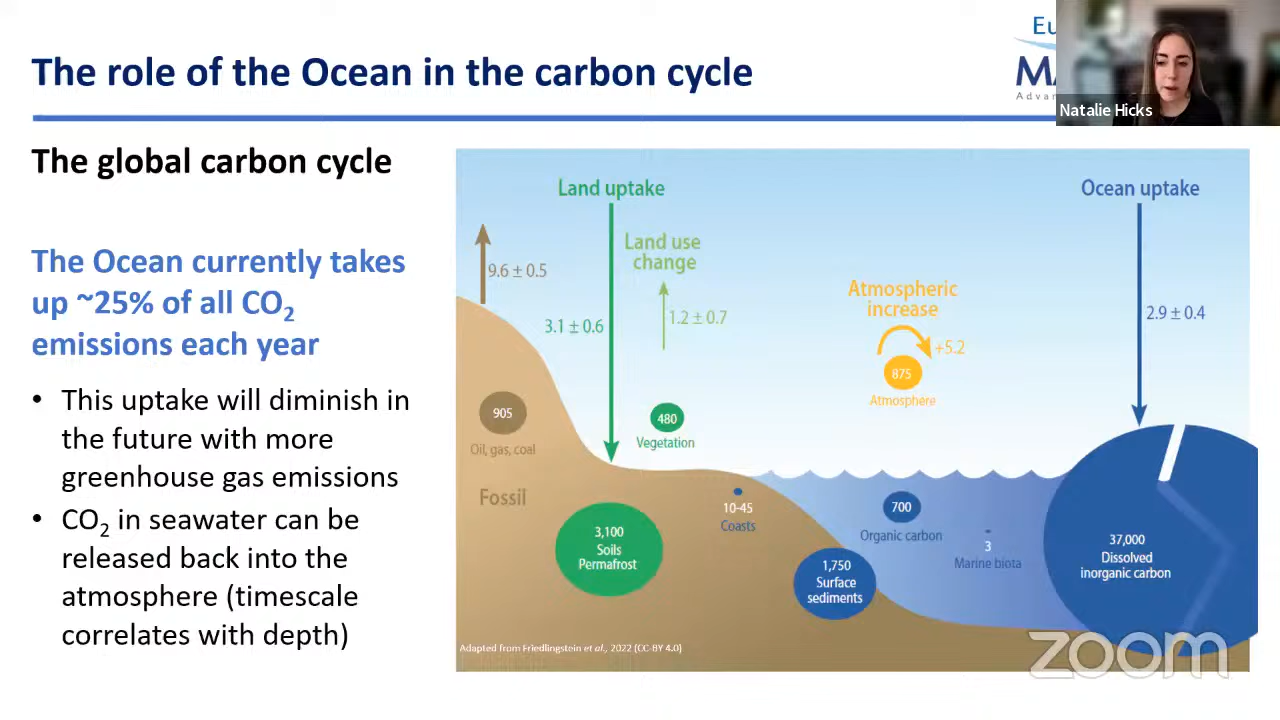 The role of the Ocean in the carbon cycle
Eu
MA
Advan
Natalie Hicks
The global carbon cycle
The Ocean currently takes
up ~25% of all CO₂
emissions each year
• This uptake will diminish in
the future with more
greenhouse gas emissions
• CO₂ in seawater can be
released back into the
atmosphere (timescale
correlates with depth)
Land uptake
Ocean uptake
Land use
change
9.6 ± 0.5
3.1 ± 0.6
1.2 ± 0.7
Atmospheric
increase
+5.2
875
Atmosphere
2.9 ± 0.4
905
Oil, gas, coal
Fossil
480
Vegetation
3,100
Soils
Permafrost
10-45
Coasts
1,750
Surface
sediments
700
Organic carbon
3
Marine biota
37,000
Dissolved
inorganic carbon
Adapted from Friedlingstein et al., 2022 (CC-BY 4.0)
zoom